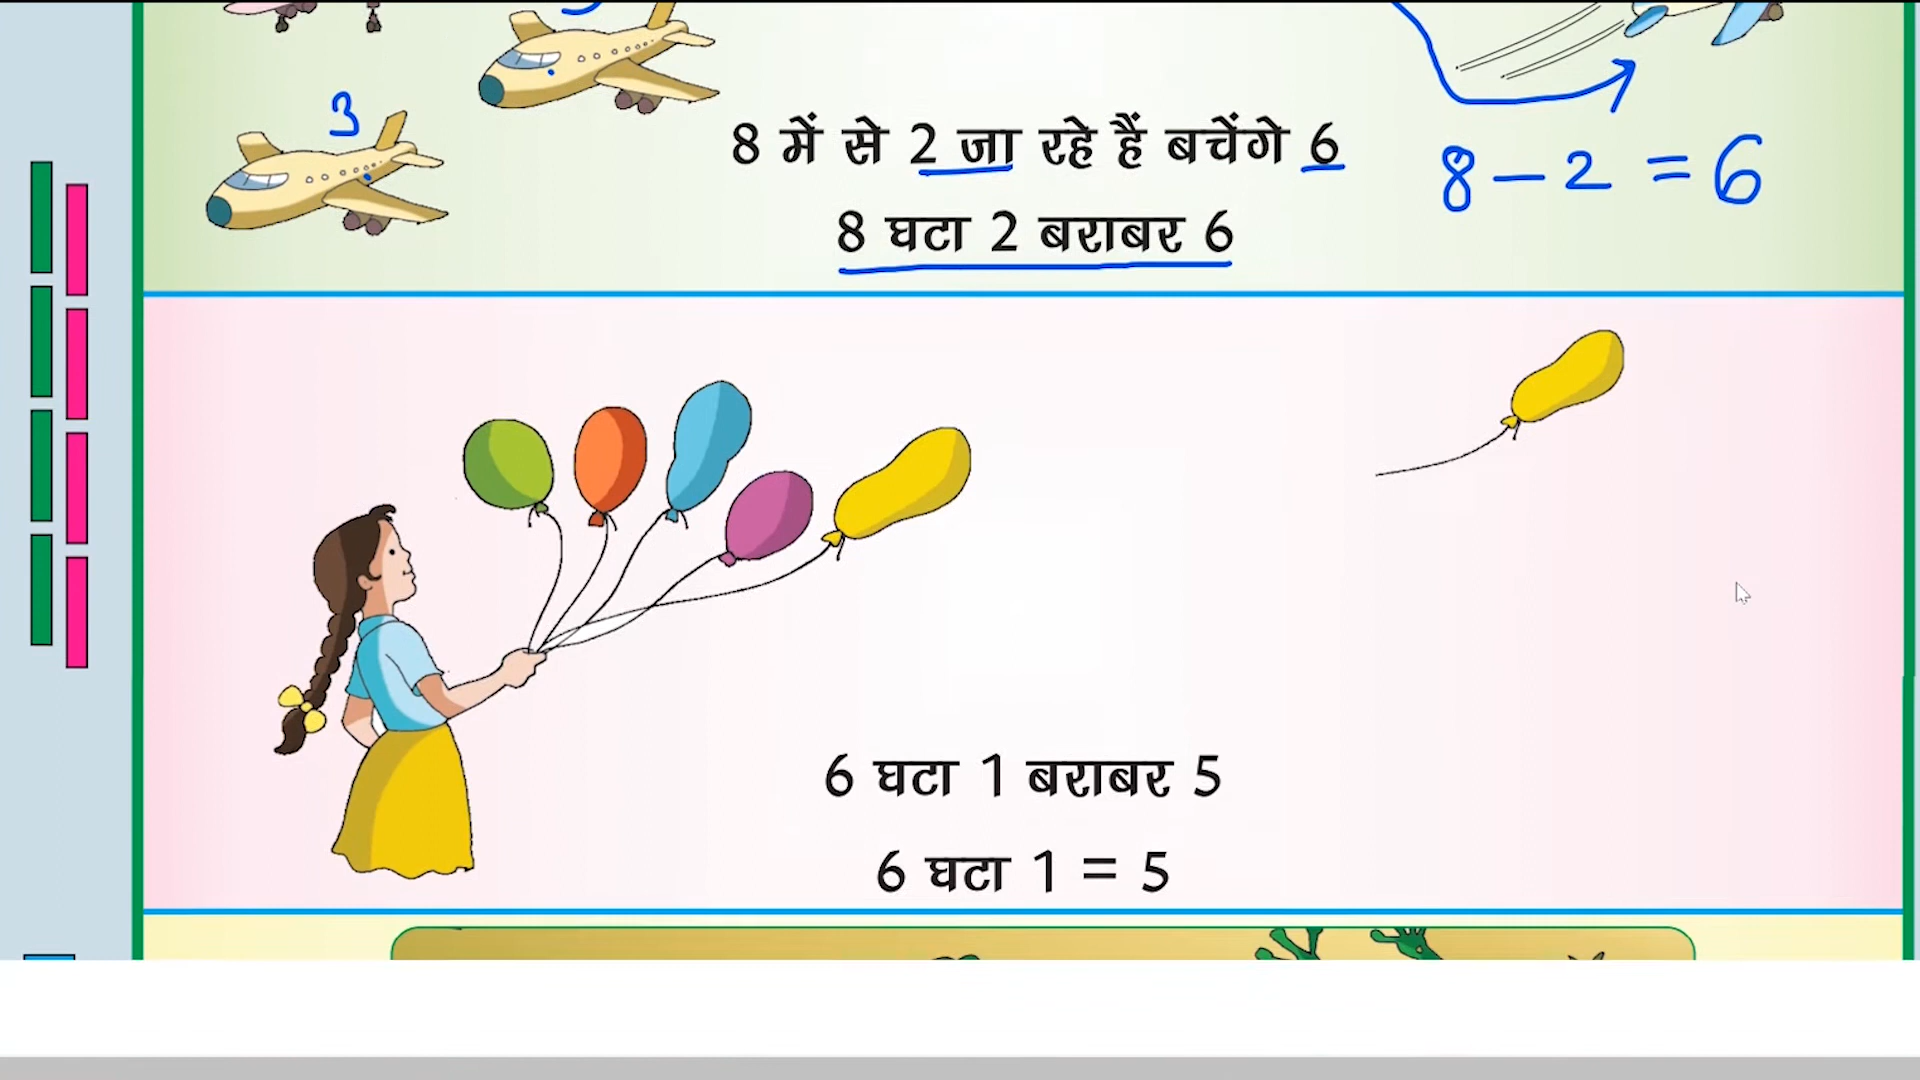 3
8 में से 2 जा रहे हैं बचेंगे 6
8 – 2 = 6
8 घटा 2 बराबर 6
6 घटा 1 बराबर 5
6 घटा 1 = 5